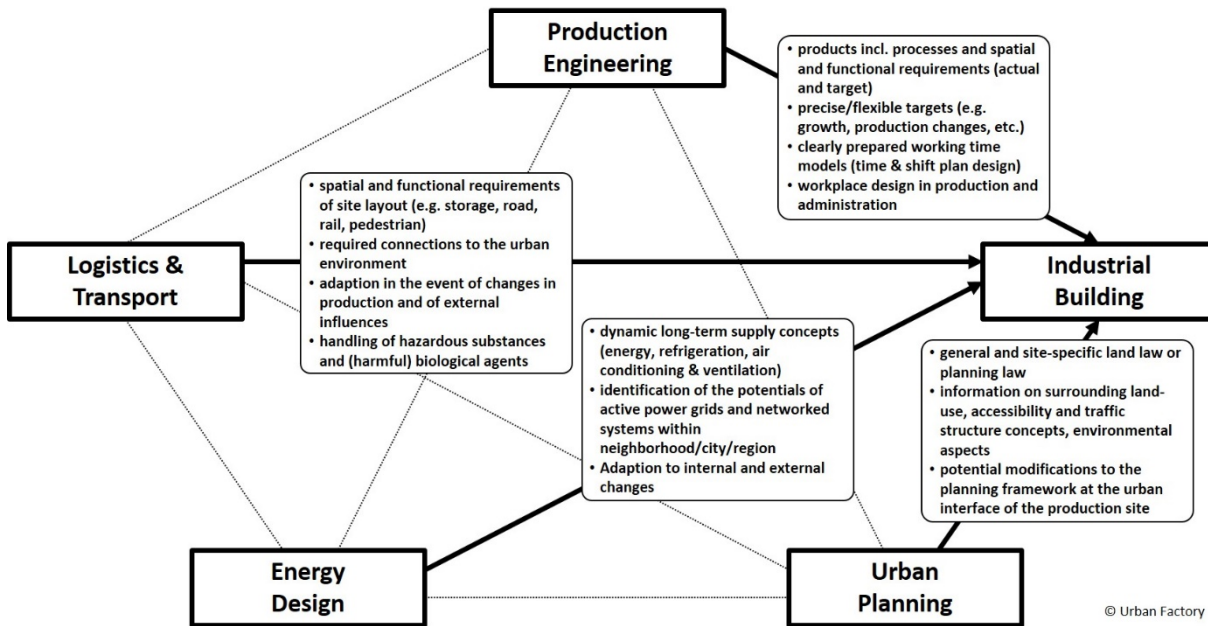 Production
Engineering
• products incl. processes and spatial
and functional requirements (actual
and target)
• precise/flexible targets (e.g.
growth, production changes, etc.)
• clearly prepared working time
models (time & shift plan design)
• workplace design in production and
administration
• spatial and functional requirements
of site layout (e.g. storage, road,
rail, pedestrian)
• required connections to the urban
environment
• adaption in the event of changes in
production and of external
influences
• handling of hazardous substances
and (harmful) biological agents
Logistics &
Transport
Industrial
Building
• dynamic long-term supply concepts
(energy, refrigeration, air
conditioning & ventilation)
• identification of the potentials of
active power grids and networked
systems within
neighborhood/city/region
• Adaption to internal and external
changes
• general and site-specific land law or
planning law
• information on surrounding land-
use, accessibility and traffic
structure concepts, environmental
aspects
• potential modifications to the
planning framework at the urban
interface of the production site
Energy
Design
Urban
Planning
© Urban Factory